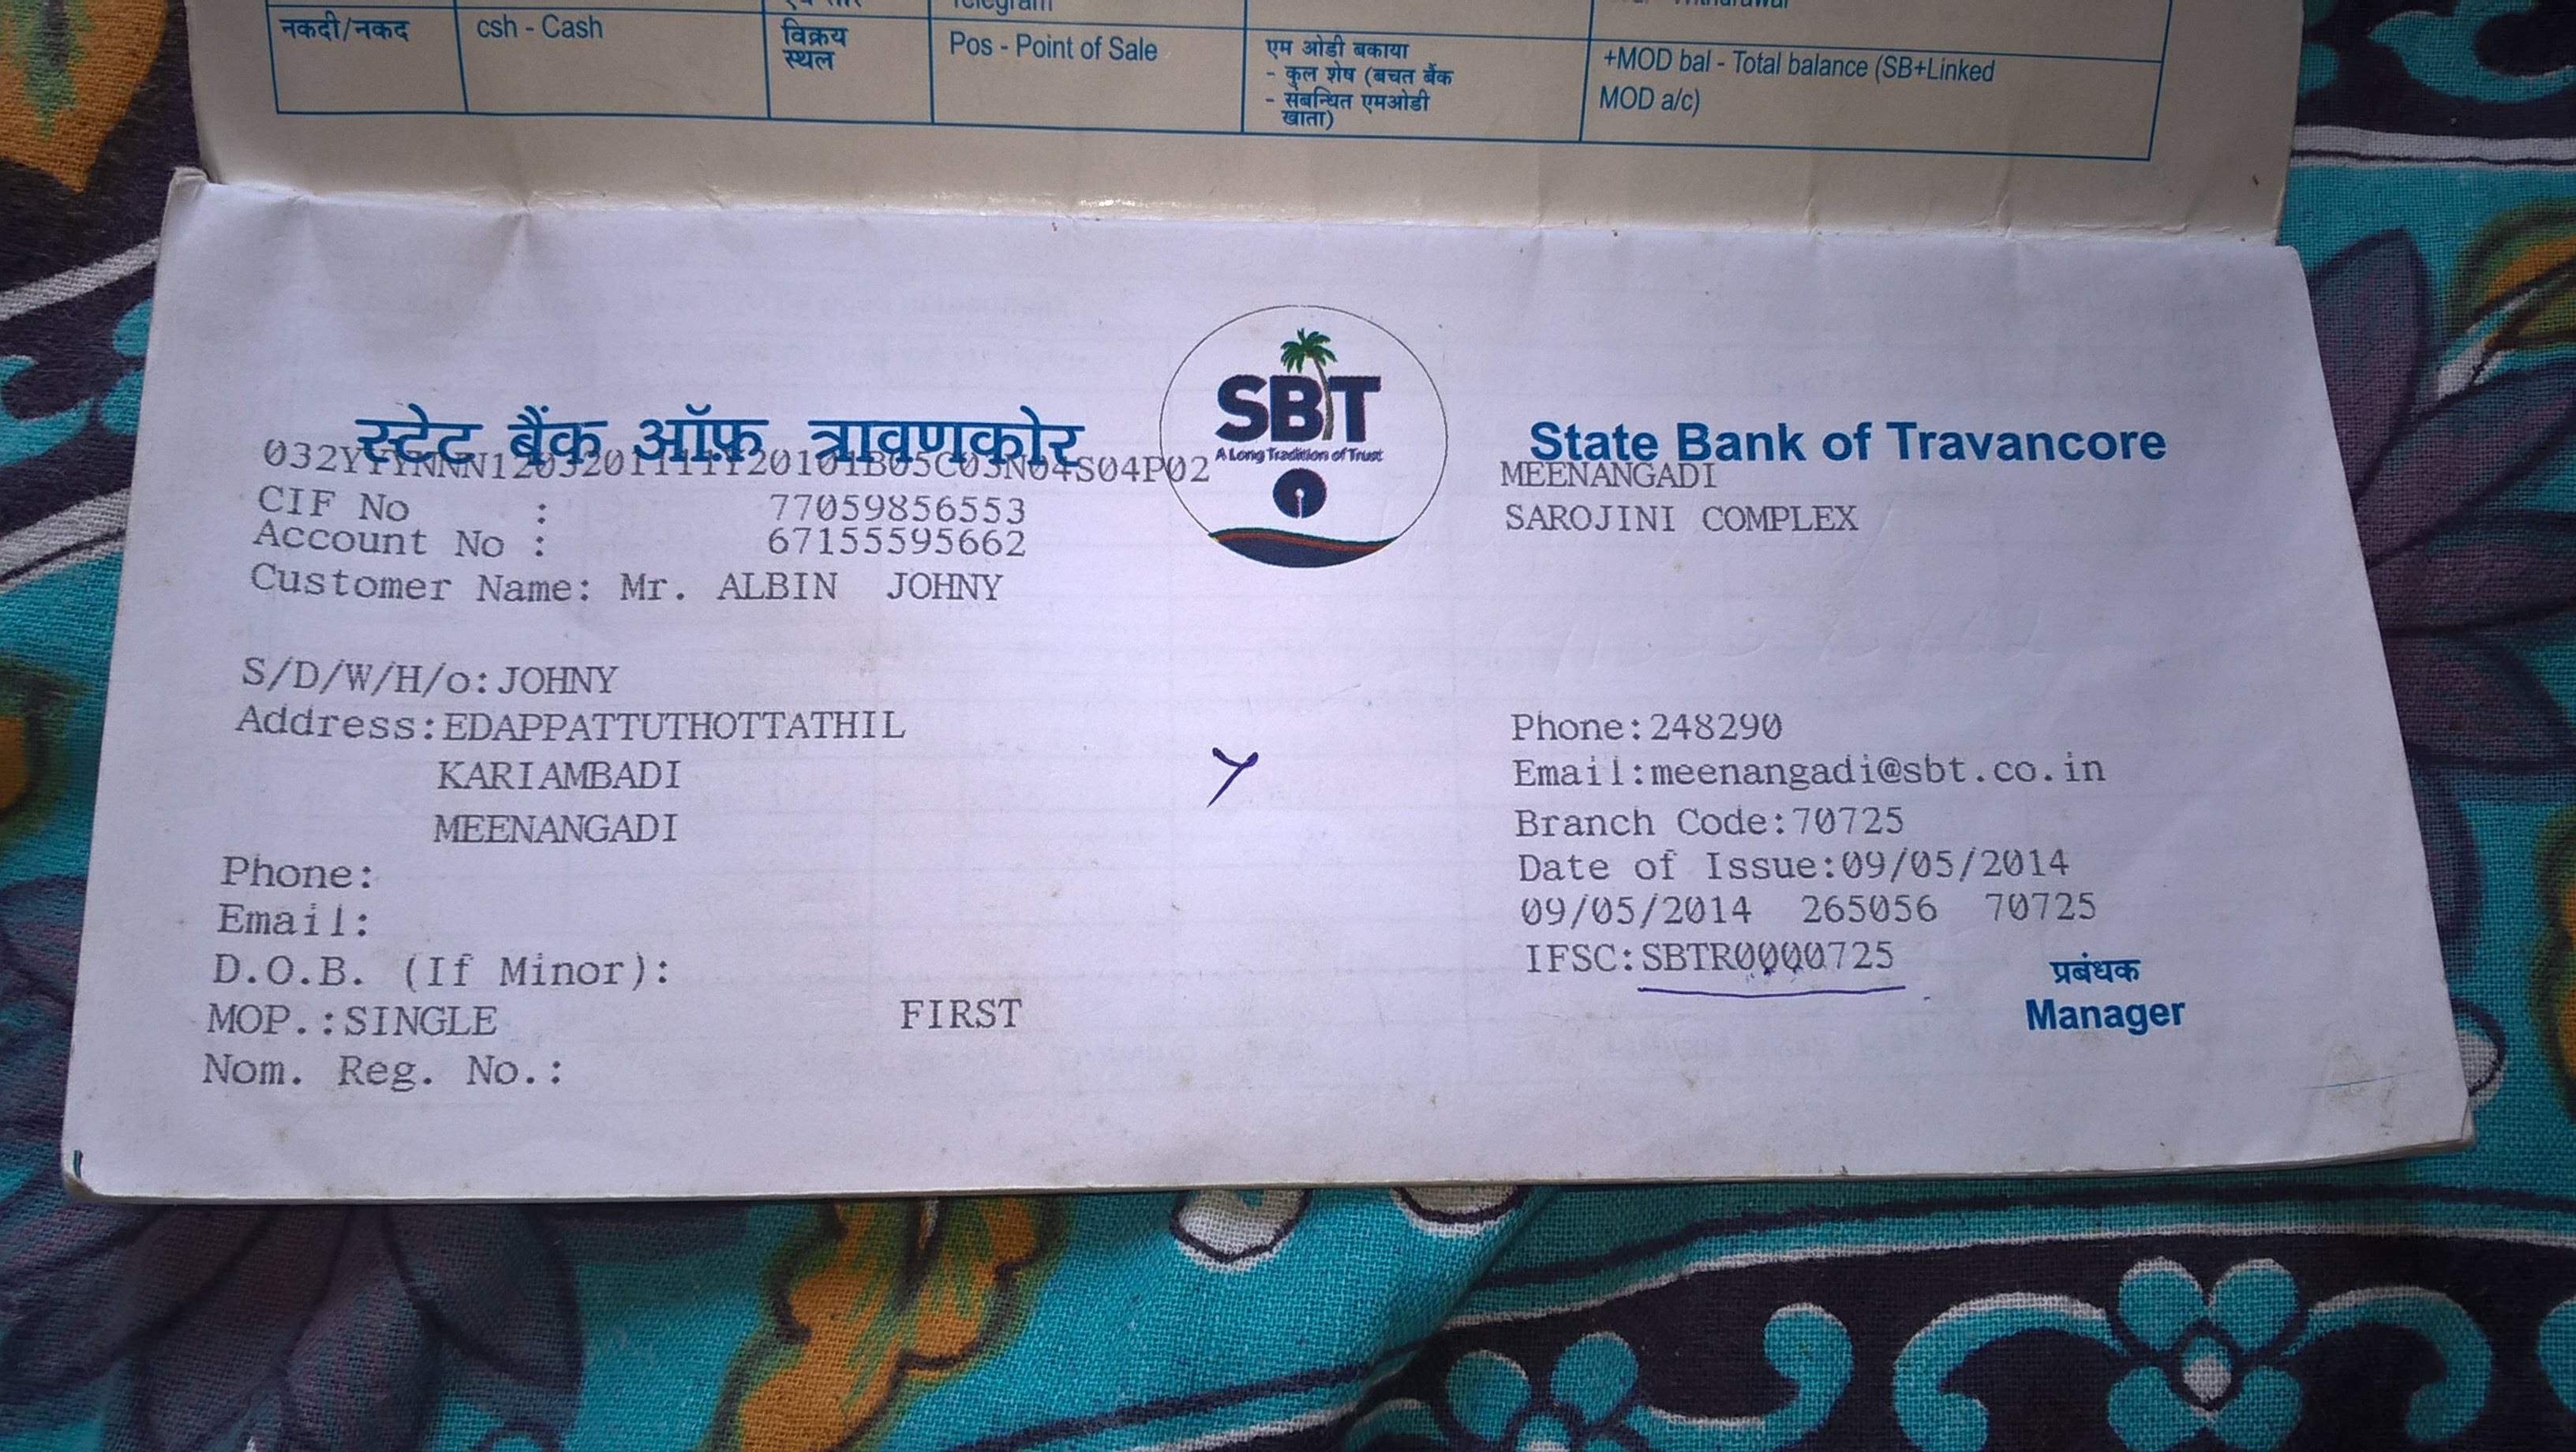 स्टेट बैंक ऑफ़ त्रावणकोर
SBT
A Long Tradition of Trust
State Bank of Travancore
MEENANGADI
SAROJINI COMPLEX
CIF No : 77059856553
Account No : 67155595662
Customer Name: Mr. ALBIN JOHNY
S/D/W/H/o:JOHNY
Address:EDAPPATTUTHOTTATHIL
KARIAMBADI
MEENANGADI
Phone:
Email:
D.O.B. (If Minor):
MOP.:SINGLE FIRST
Nom. Reg. No.:
Phone:248290
Email:meenangadi@sbt.co.in
Branch Code:70725
Date of Issue:09/05/2014
09/05/2014 265056 70725
IFSC:SBTR0000725
प्रबंधक
Manager
नकदी/नकद
csh - Cash
विक्रय
स्थल
Pos - Point of Sale
एम ओडी बकाया
- कुल शेष (बचत बैंक
- सबन्धित एमओडी
खाता)
+MOD bal - Total balance (SB+Linked
MOD a/c)